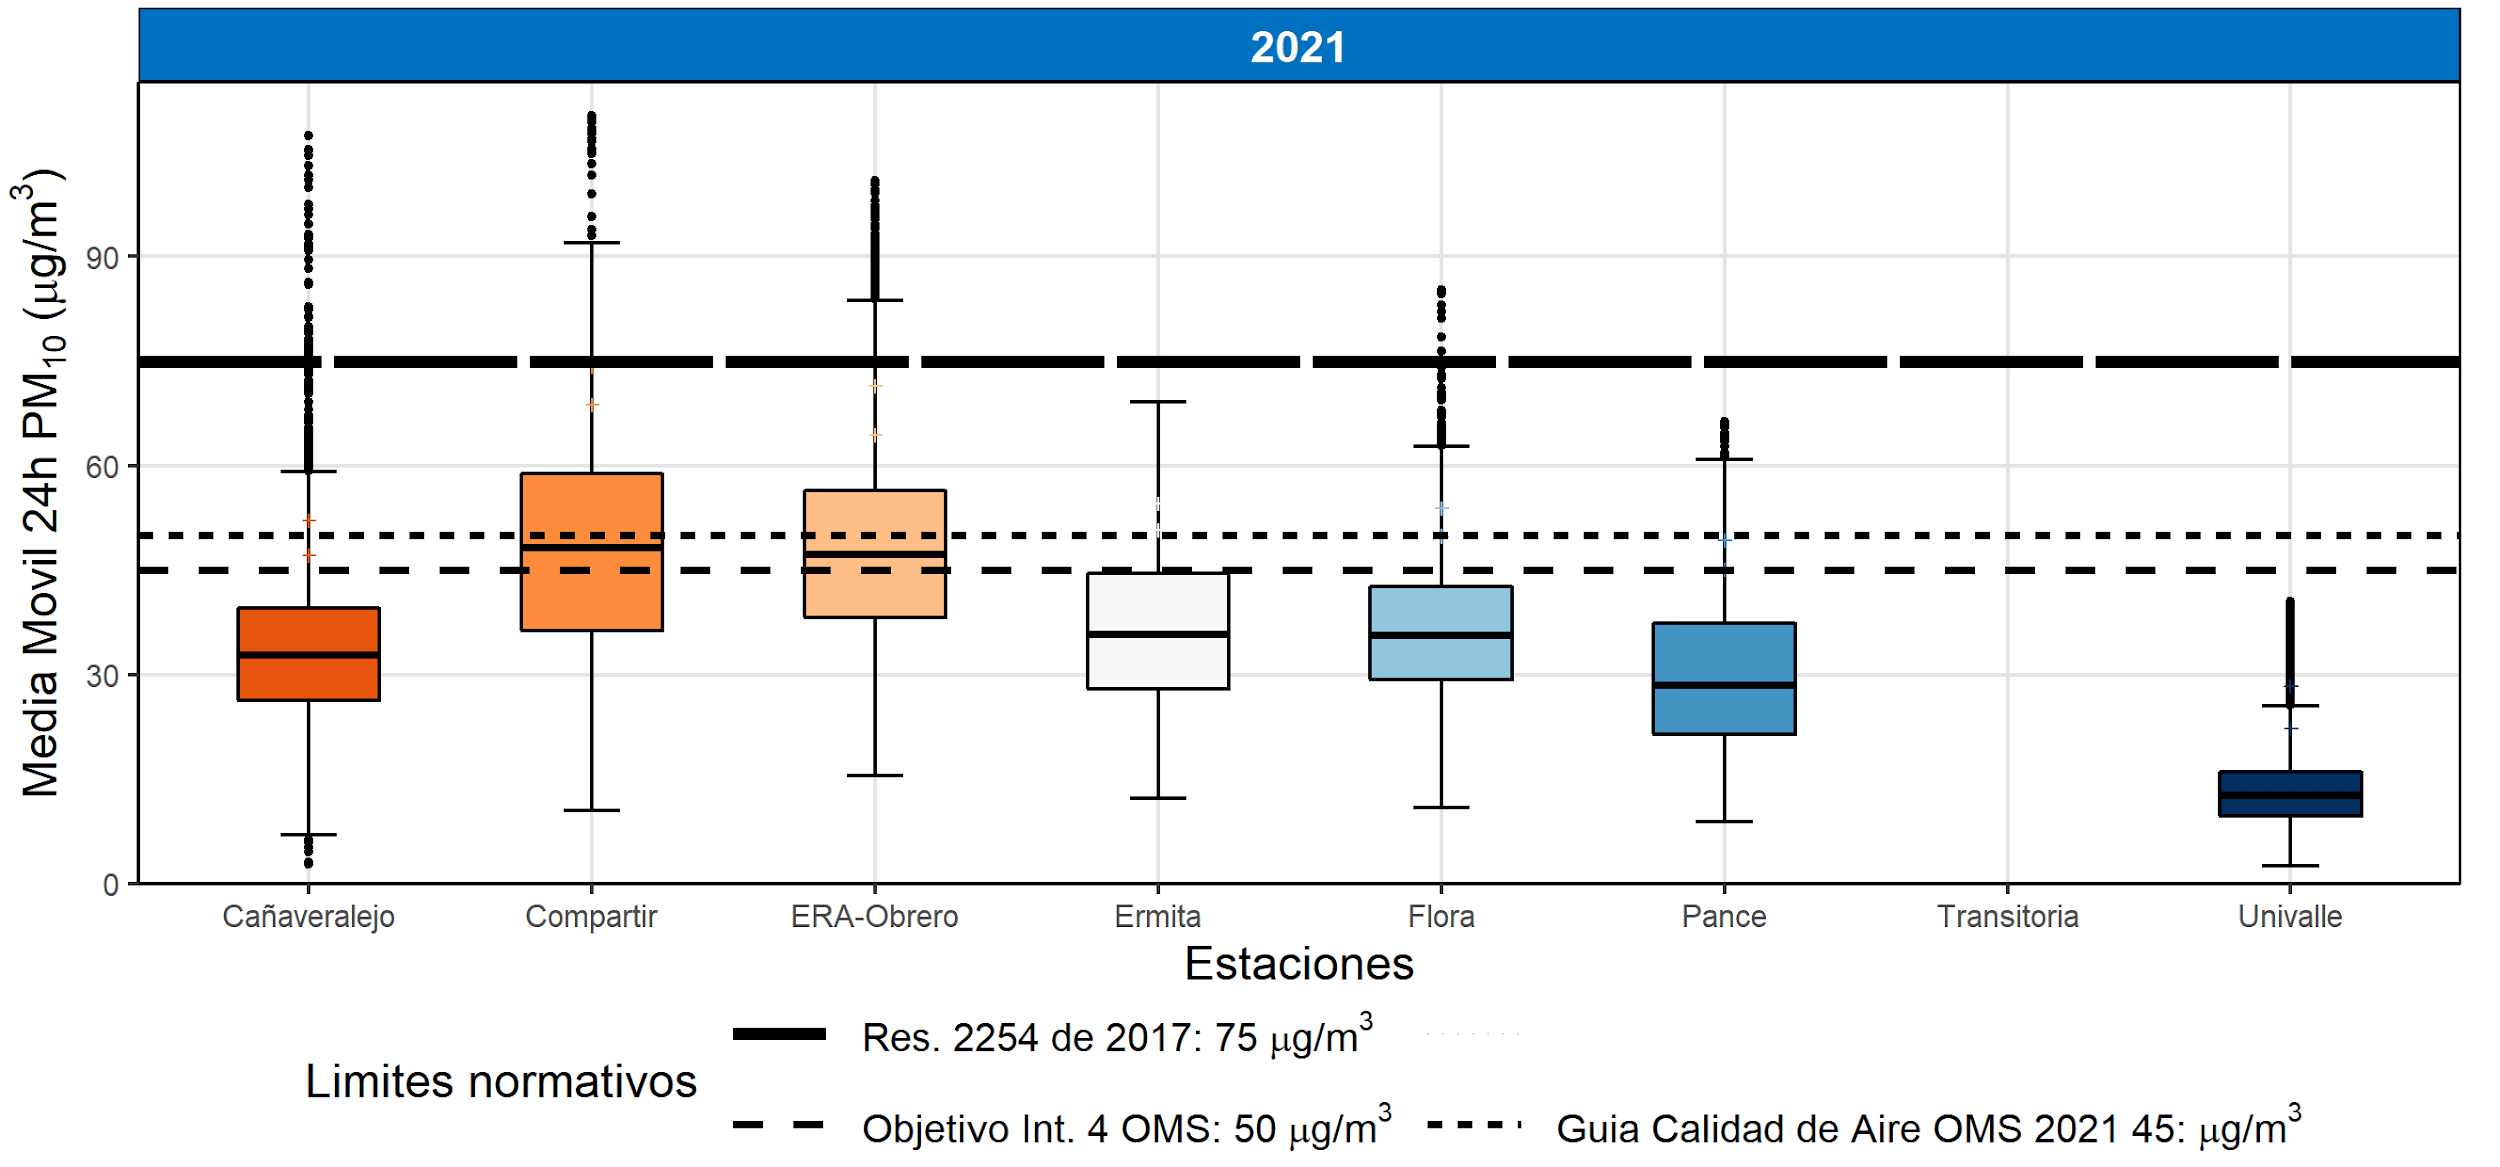 2021
Media Movil 24h PM₁₀ (μg/m³)
90
60
30
0
Cañaveralejo Compartir ERA-Obrero Ermita Flora Pance Transitoria Univalle
Estaciones
Limites normativos
Res. 2254 de 2017: 75 μg/m³
Objetivo Int. 4 OMS: 50 μg/m³
Guia Calidad de Aire OMS 2021 45: μg/m³